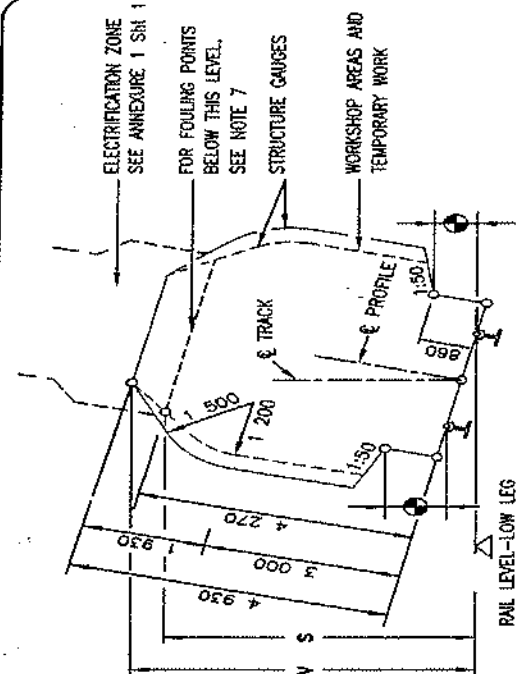 ELECTRIFICATION ZONE
SEE ANNEXURE 1 Sht 1
FOR FOULING POINTS
BELOW THIS LEVEL,
SEE NOTE 7
STRUCTURE GAUGES
WORKSHOP AREAS AND
TEMPORARY WORK
℄ TRACK
℄ PROFILE
1:50
860
1 500
1 200
1:50
4 270
1 930
3 000
4 930
S
V
RAIL LEVEL-LOW LEG